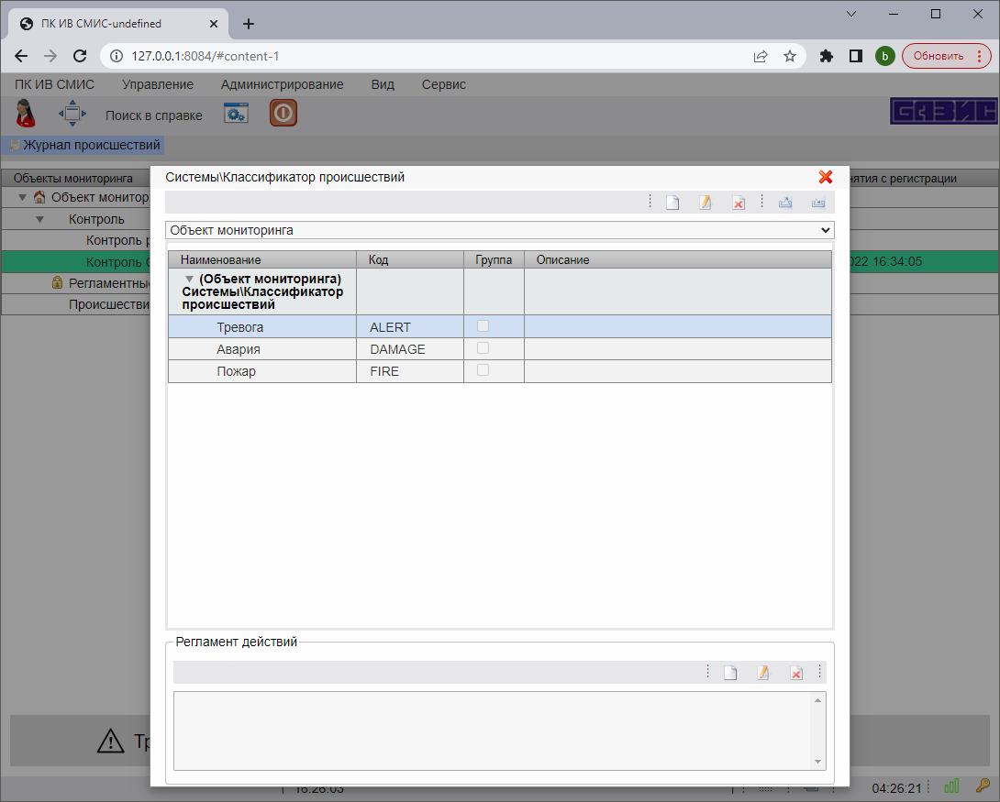 ПК ИВ СМИС-undefined
127.0.0.1:8084/#content-1
b
Обновить
ПК ИВ СМИС Управление Администрирование Вид Сервис
Поиск в справке
БАЗИС
Журнал происшествий
Объекты мониторинга
нятия с регистрации
Объект монитор
Контроль
Контроль
Контроль
022 16:34:05
Регламентны
Происшестви
Системы\Классификатор происшествий
Объект мониторинга
Наименование Код Группа Описание
(Объект мониторинга)
Системы\Классификатор
происшествий
Тревога ALERT
Авария DAMAGE
Пожар FIRE
Регламент действий
Тр
16:26:03
04:26:21